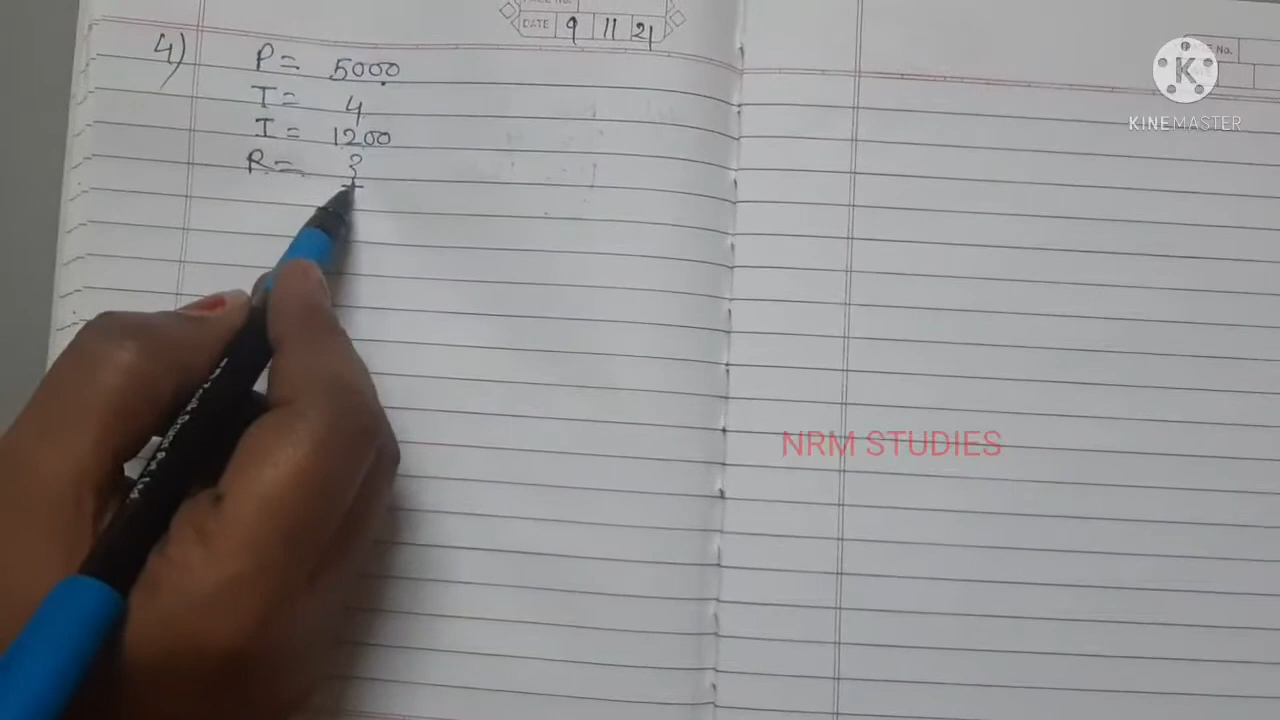 DATE 9 11 21
4) P = 5000
T = 4
I = 1200
R = ?
K
KINEMASTER
NRM STUDIES